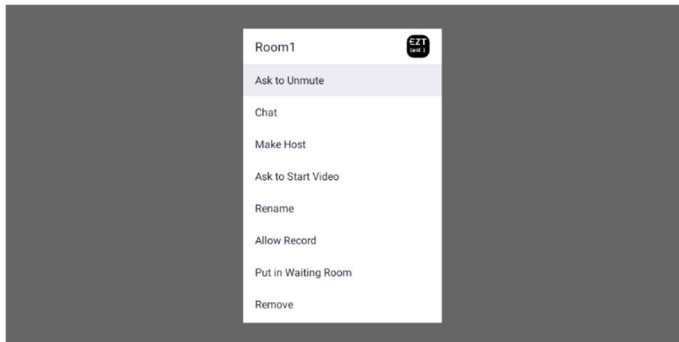 Room1
EZT
Ask to Unmute
Chat
Make Host
Ask to Start Video
Rename
Allow Record
Put in Waiting Room
Remove